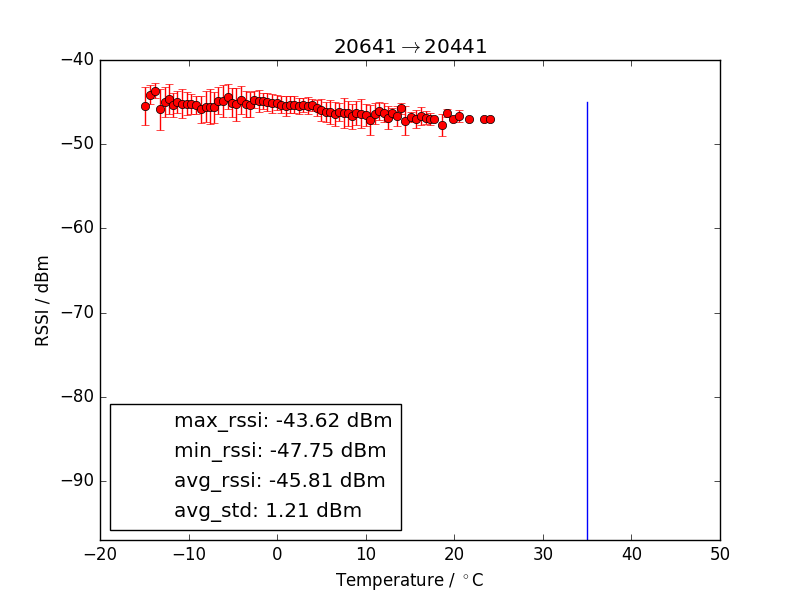 20641→20441
−40
−50
−60
−70
−80
−90
RSSI / dBm
max_rssi: -43.62 dBm
min_rssi: -47.75 dBm
avg_rssi: -45.81 dBm
avg_std: 1.21 dBm
−20 −10 0 10 20 30 40 50
Temperature / °C